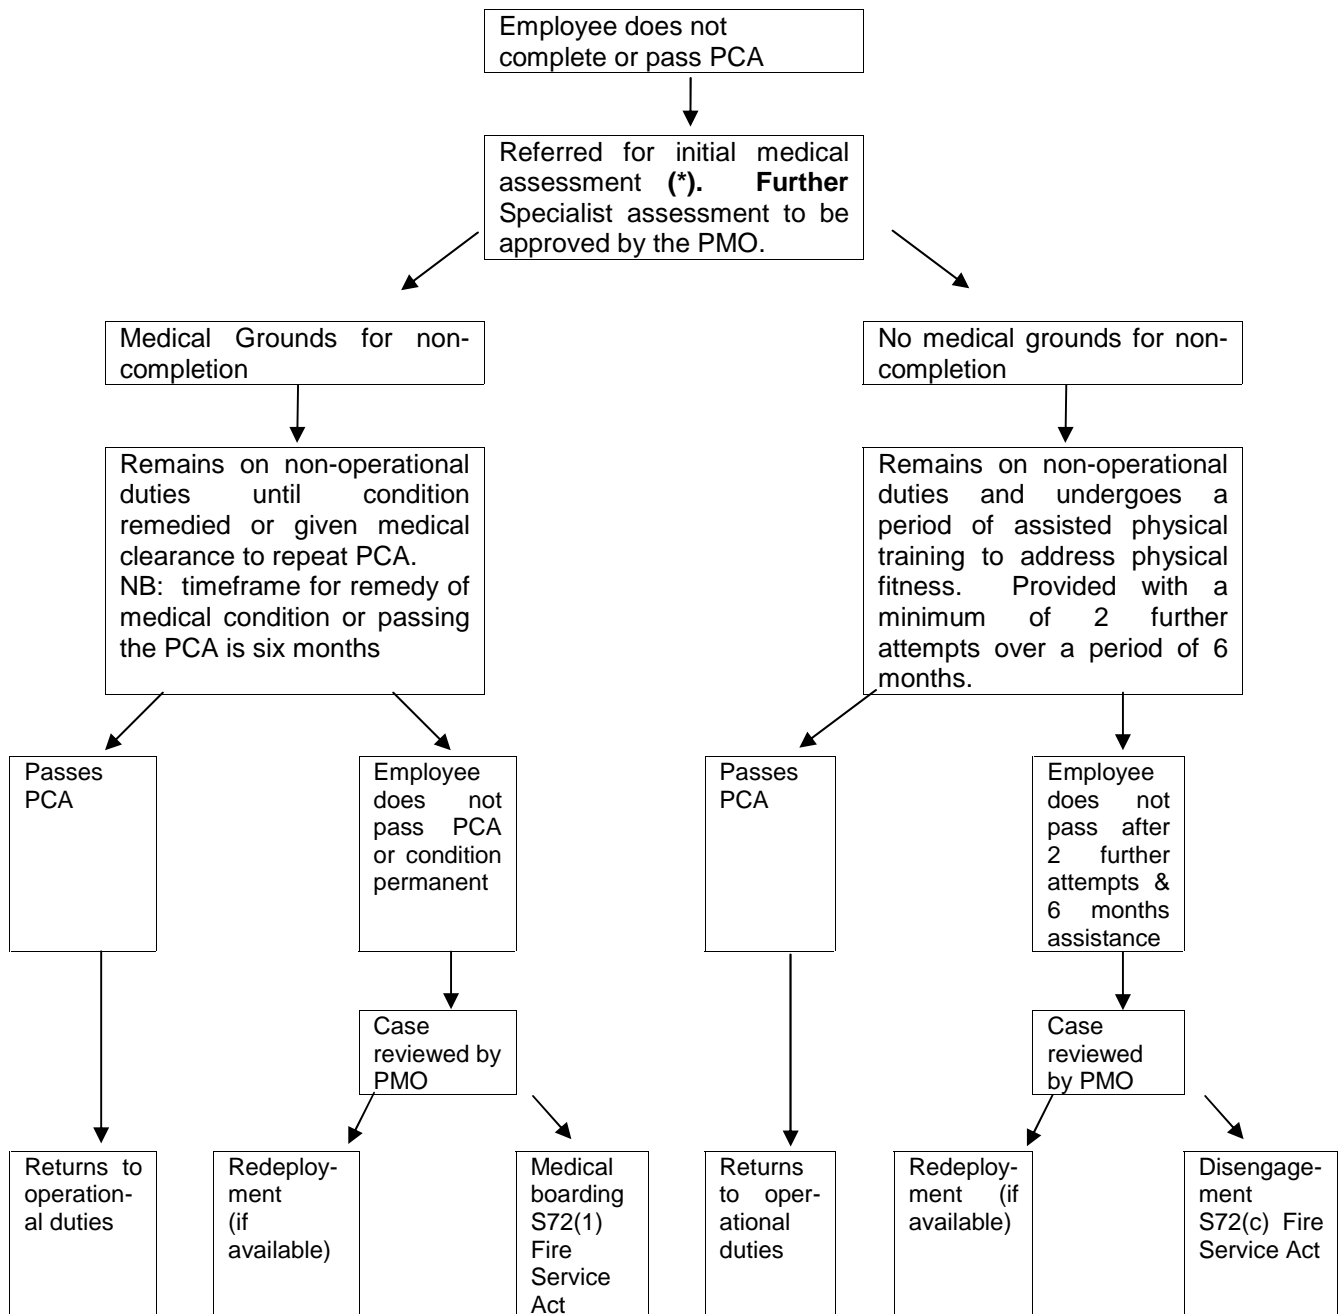 Employee does not
complete or pass PCA
Referred for initial medical
assessment (*). Further
Specialist assessment to be
approved by the PMO.
Medical Grounds for non-
completion
No medical grounds for non-
completion
Remains on non-operational
duties until condition
remedied or given medical
clearance to repeat PCA.
NB: timeframe for remedy of
medical condition or passing
the PCA is six months
Remains on non-operational
duties and undergoes a
period of assisted physical
training to address physical
fitness. Provided with a
minimum of 2 further
attempts over a period of 6
months.
Passes
PCA
Employee
does not
pass PCA
or condition
permanent
Passes
PCA
Employee
does not
pass after
2 further
attempts &
6 months
assistance
Case
reviewed by
PMO
Case
reviewed
by PMO
Returns to
operation-
al duties
Redeploy-
ment
(if
available)
Medical
boarding
S72(1)
Fire
Service
Act
Returns
to oper-
ational
duties
Redeploy-
ment (if
available)
Disengage-
ment
S72(c) Fire
Service Act